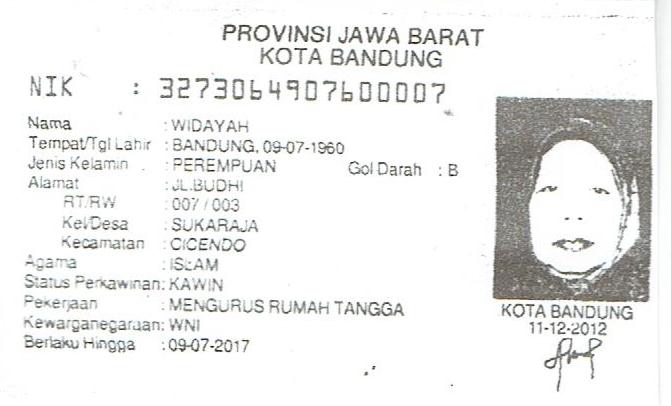 PROVINSI JAWA BARAT
KOTA BANDUNG
NIK : 3273064907600007
Nama : WIDAYAH
Tempat/Tgl Lahir : BANDUNG, 09-07-1960
Jenis Kelamin : PEREMPUAN Gol Darah : B
Alamat : JL.BUDHI
RT/RW : 007 / 003
Kel/Desa : SUKARAJA
Kecamatan : CICENDO
Agama : ISLAM
Status Perkawinan: KAWIN
Pekerjaan : MENGURUS RUMAH TANGGA
Kewarganegaraan: WNI
Berlaku Hingga : 09-07-2017
KOTA BANDUNG
11-12-2012